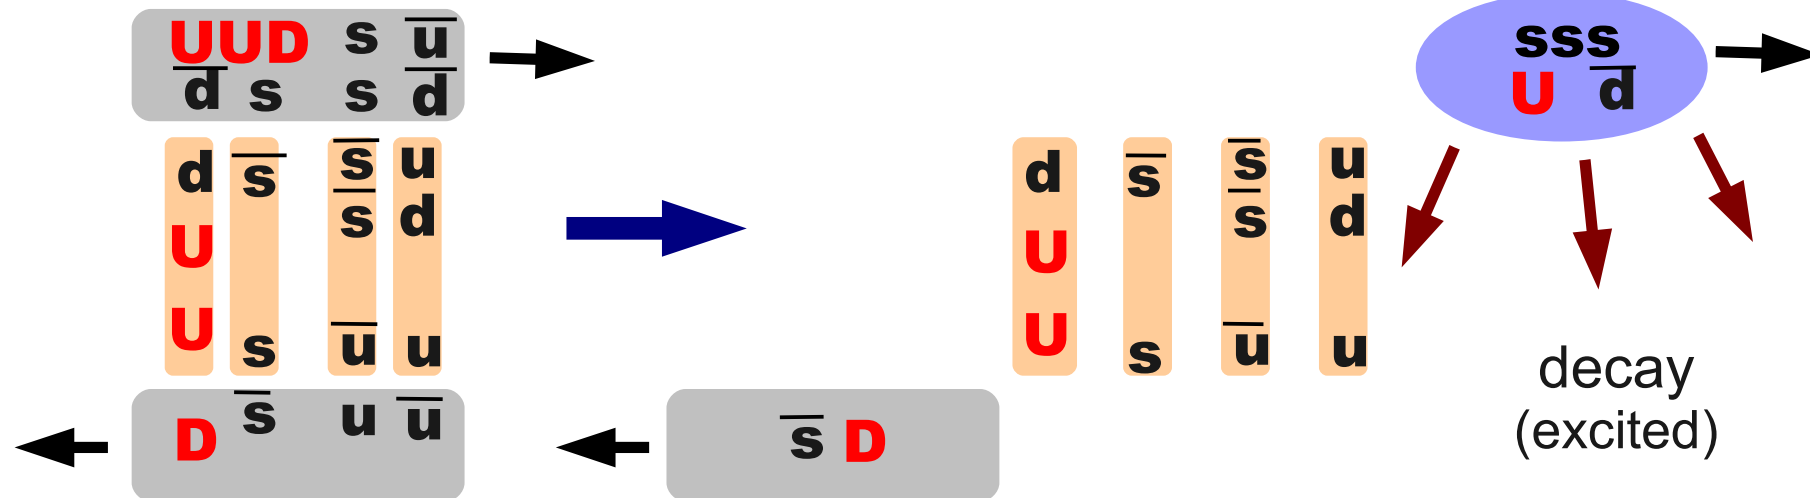 UUD s u̅
d̅ s s d̅
d s̅ s̅ u
s̅ d
U
U s u̅ u
D s̅ u u̅
s̅ D
d s̅ s̅ u
s̅ d
U
U s u̅ u
sss
U d̅
decay
(excited)